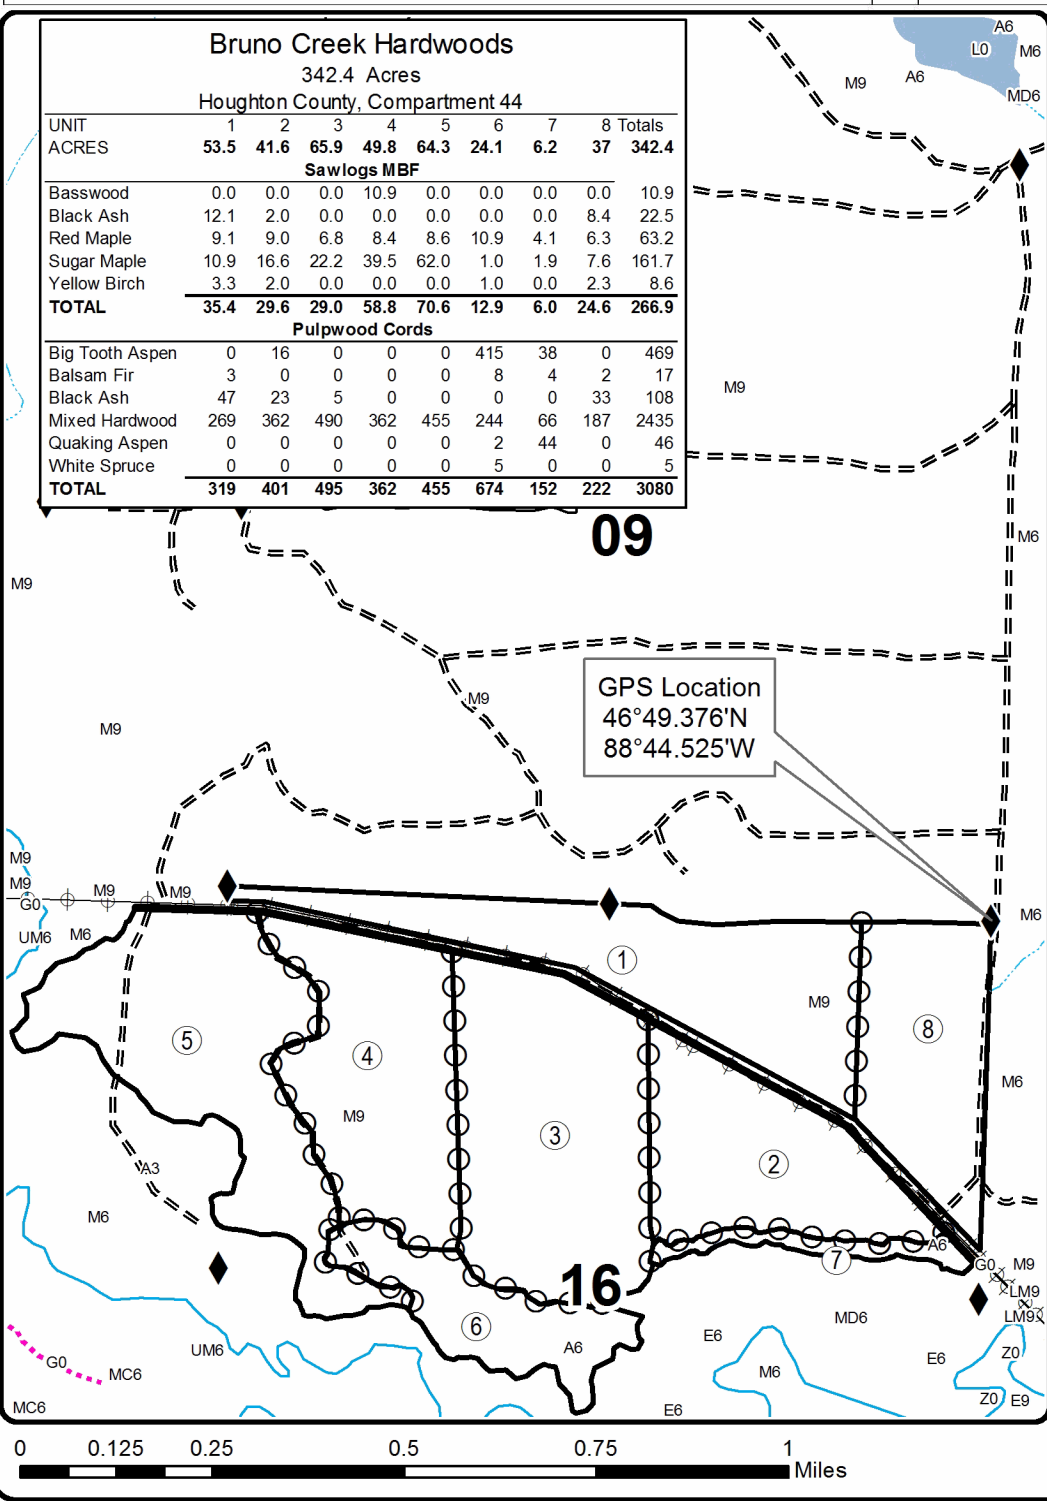 Bruno Creek Hardwoods
342.4 Acres
Houghton County, Compartment 44
UNIT 1 2 3 4 5 6 7 8 Totals
ACRES 53.5 41.6 65.9 49.8 64.3 24.1 6.2 37 342.4
Sawlogs MBF
Basswood 0.0 0.0 0.0 10.9 0.0 0.0 0.0 0.0 10.9
Black Ash 12.1 2.0 0.0 0.0 0.0 0.0 0.0 8.4 22.5
Red Maple 9.1 9.0 6.8 8.4 8.6 10.9 4.1 6.3 63.2
Sugar Maple 10.9 16.6 22.2 39.5 62.0 1.0 1.9 7.6 161.7
Yellow Birch 3.3 2.0 0.0 0.0 0.0 1.0 0.0 2.3 8.6
TOTAL 35.4 29.6 29.0 58.8 70.6 12.9 6.0 24.6 266.9
Pulpwood Cords
Big Tooth Aspen 0 16 0 0 0 415 38 0 469
Balsam Fir 3 0 0 0 0 8 4 2 17
Black Ash 47 23 5 0 0 0 0 33 108
Mixed Hardwood 269 362 490 362 455 244 66 187 2435
Quaking Aspen 0 0 0 0 0 2 44 0 46
White Spruce 0 0 0 0 0 5 0 0 5
TOTAL 319 401 495 362 455 674 152 222 3080
A6
L0 M6
M9 A6
MD6
M9
09
M6
M9
GPS Location
46°49.376'N
88°44.525'W
M9
M9
M9
M9 M9 M9
G0
M6
UM6 M6
1
M9
8
5
4
M6
M9
3
2
A3
M6
A6
7
G0 M9
16
LM9
MD6 LM9
6
E6
A6
UM6
E6 Z0
G0
MC6
M6
Z0 E9
MC6
E6
0 0.125 0.25 0.5 0.75 1
Miles